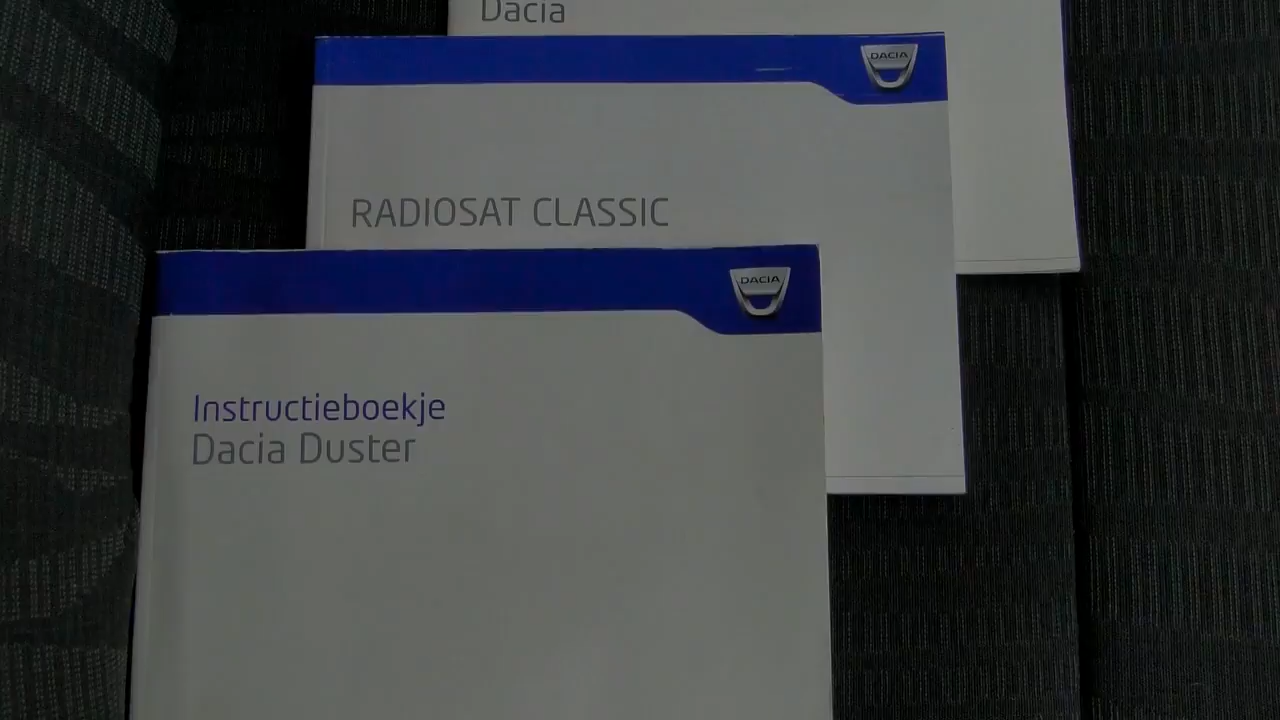 Dacia
DACIA
RADIOSAT CLASSIC
DACIA
Instructieboekje
Dacia Duster